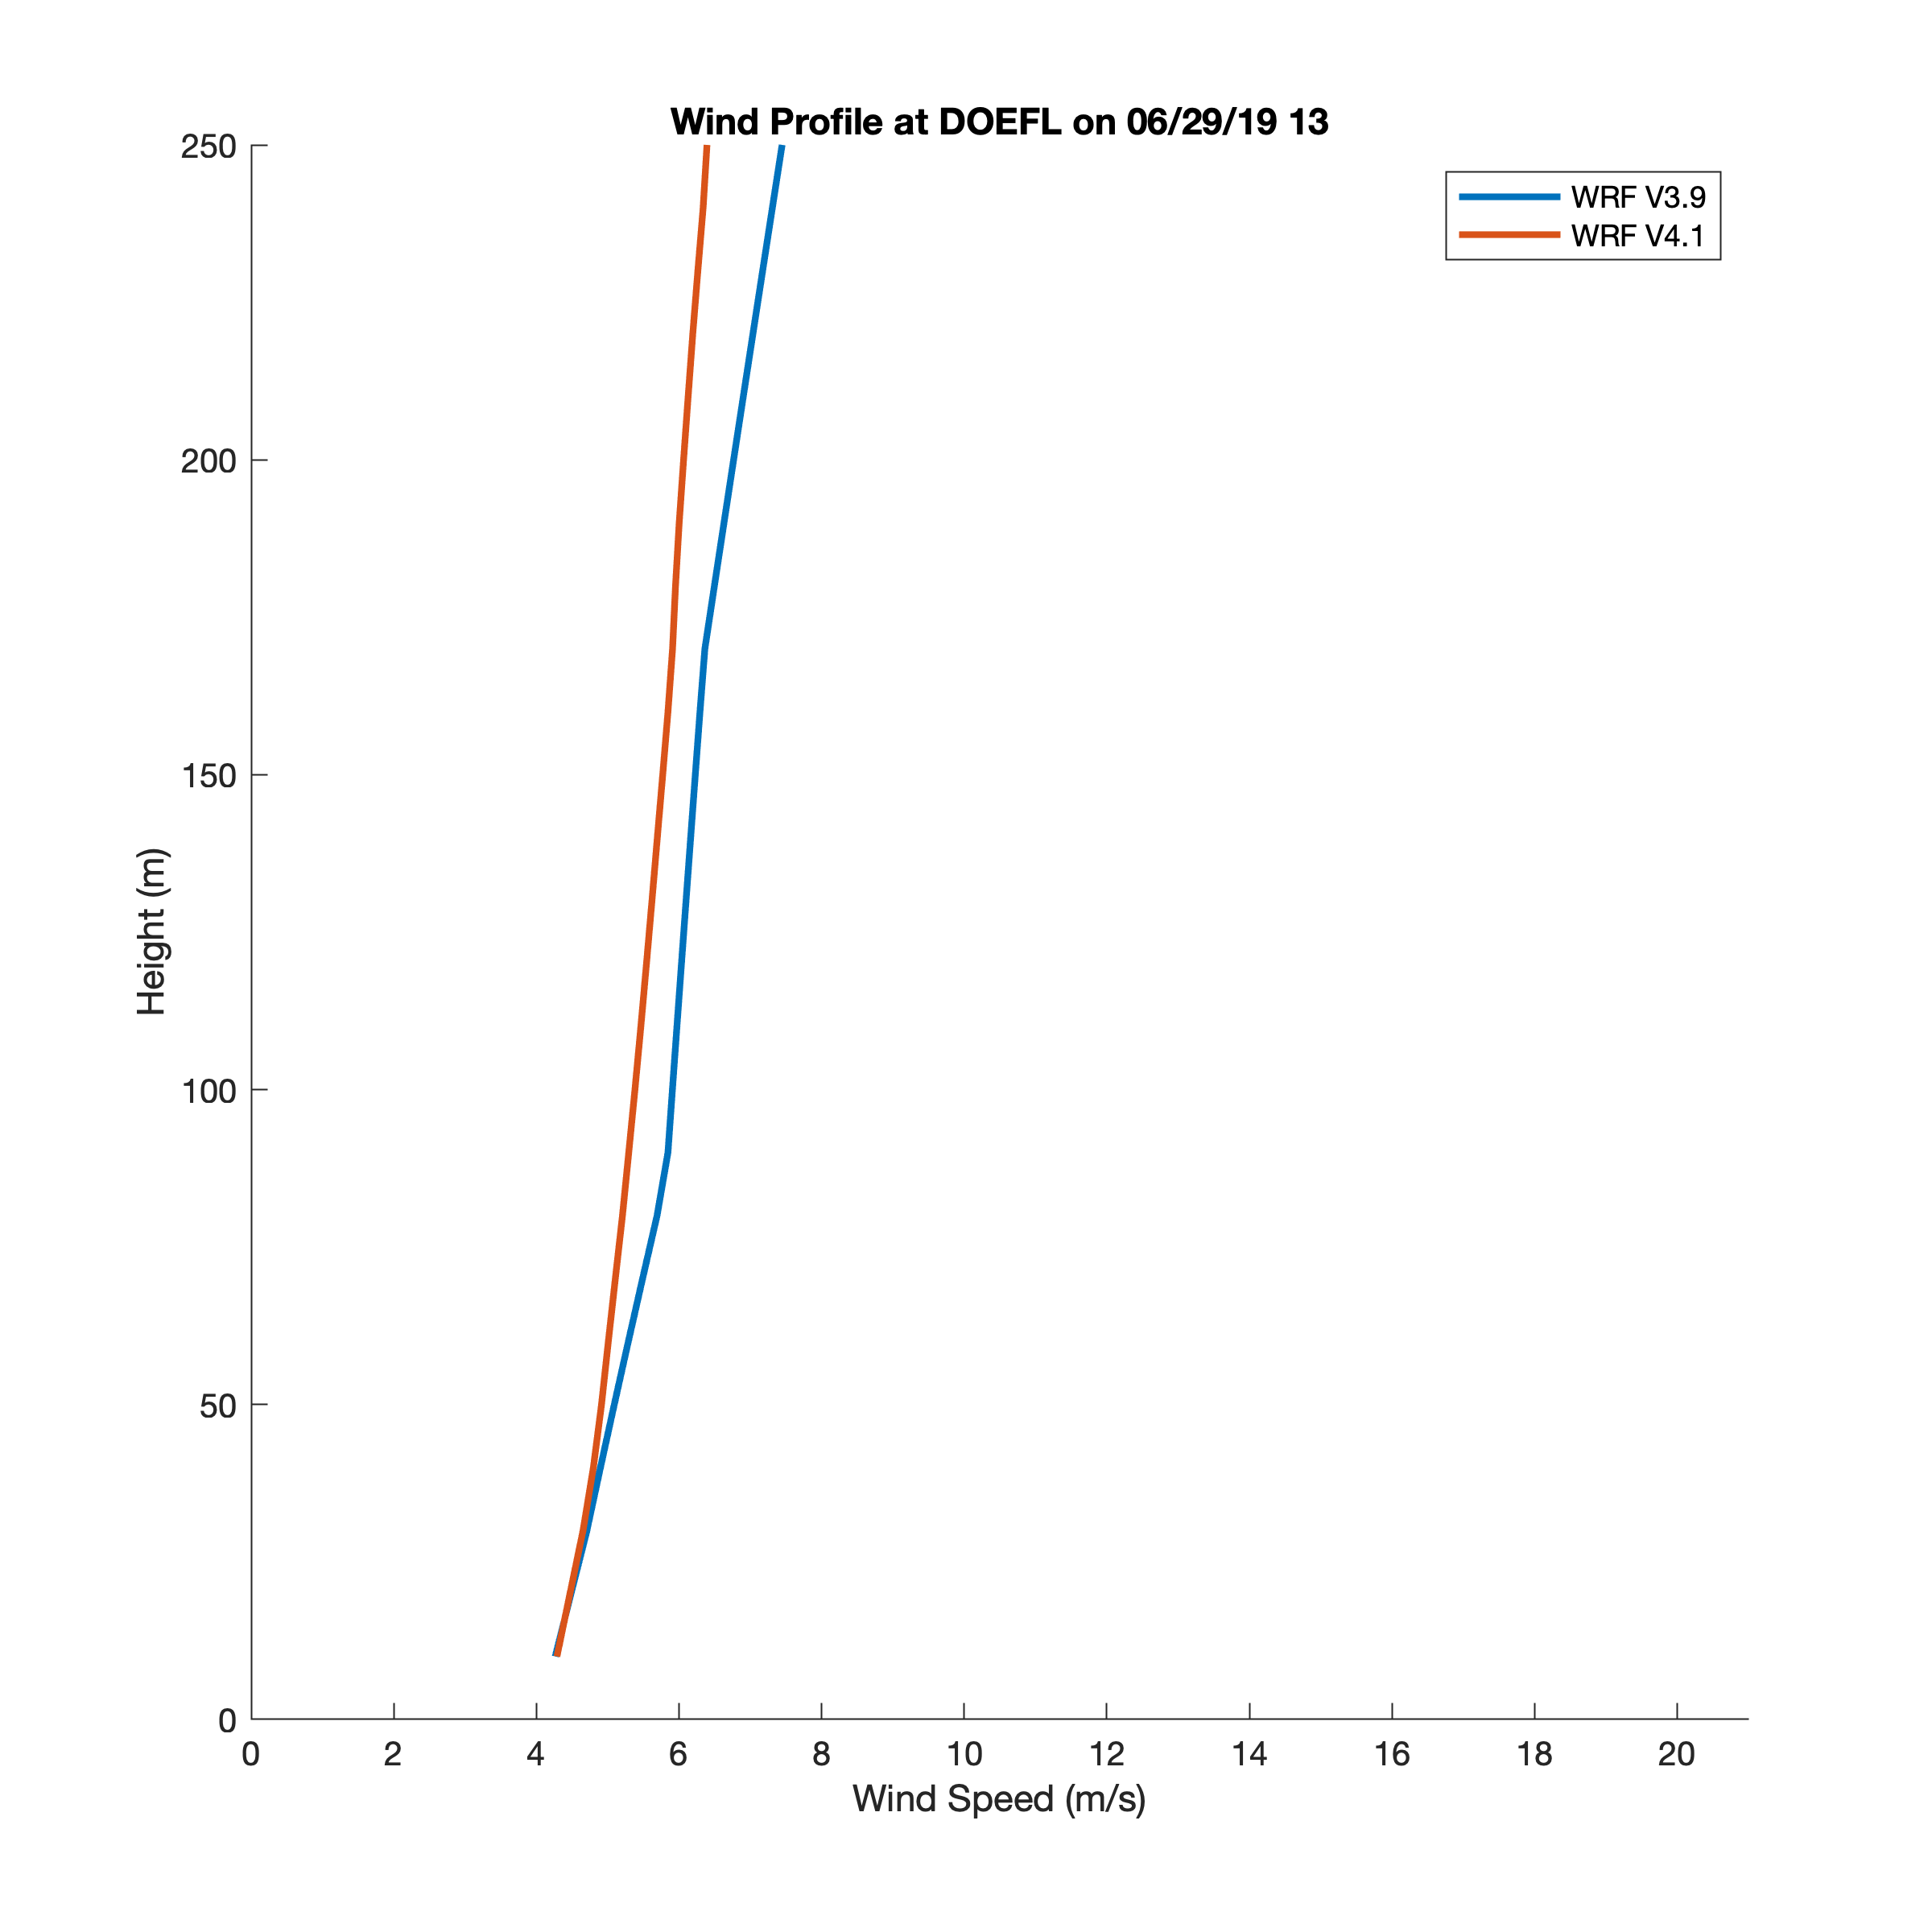 Wind Profile at DOEFL on 06/29/19 13
WRF V3.9
WRF V4.1
250
200
150
100
50
0
Height (m)
0 2 4 6 8 10 12 14 16 18 20
Wind Speed (m/s)